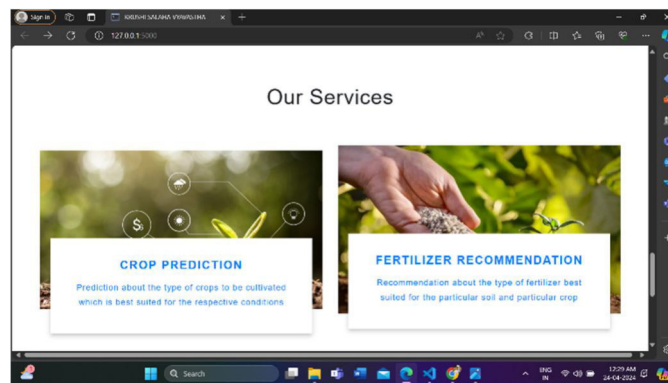 Sign in
KRUSHI SALAHA VYAVASTHA
127.0.0.1:5000
Our Services
CROP PREDICTION
Prediction about the type of crops to be cultivated
which is best suited for the respective conditions
FERTILIZER RECOMMENDATION
Recommendation about the type of fertilizer best
suited for the particular soil and particular crop
Search
ENG
IN
12:29 AM
24-04-2024